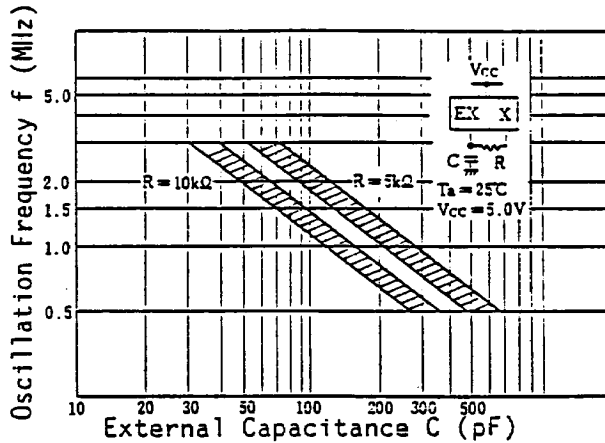 Oscillation Frequency f (MHz)
5.0
2.0
1.5
1.0
0.5
Vcc
EX X
C R
Ta=25°C
Vcc=5.0V
R=10kΩ
R=5kΩ
10 20 30 50 100 200 300 500
External Capacitance C (pF)